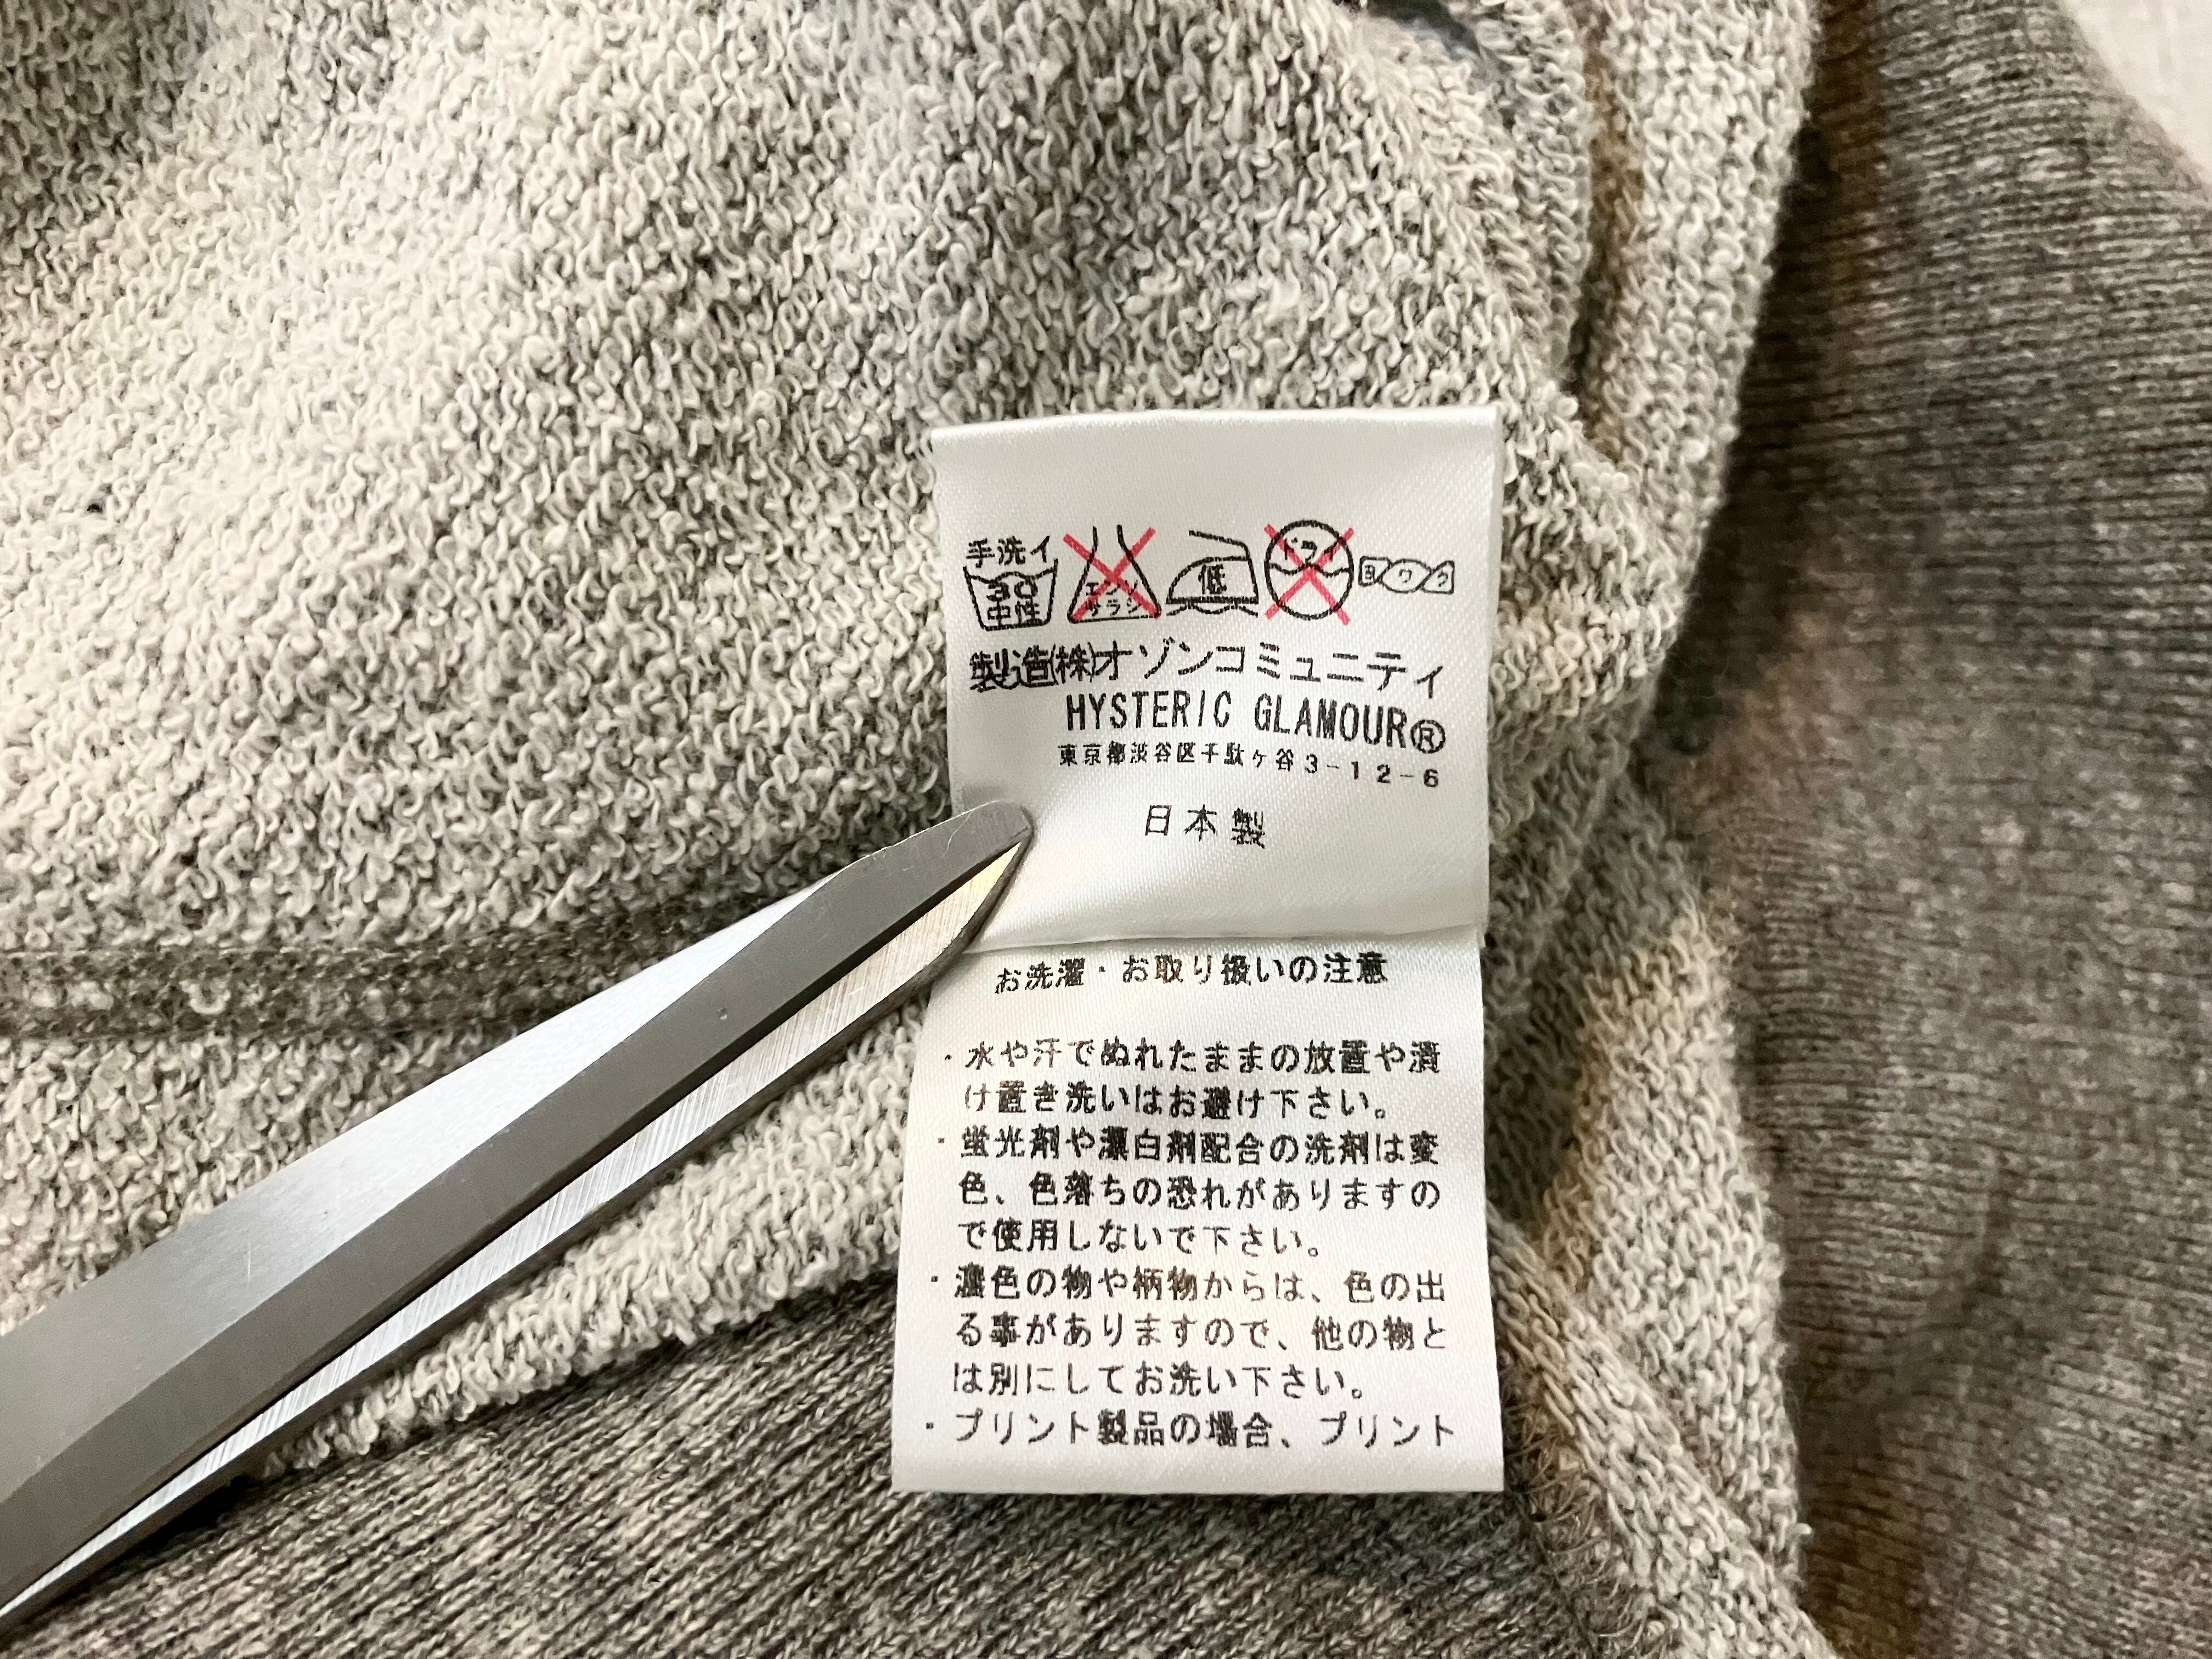 手洗イ
30
中性
エンソ
サラシ
低
ドライ
ヨワク
製造(株)オゾンコミュニティ
HYSTERIC GLAMOUR®
東京都渋谷区千駄ケ谷3-12-6
日本製
お洗濯・お取り扱いの注意
・水や汗でぬれたままの放置や漬
け置き洗いはお避け下さい。
・蛍光剤や漂白剤配合の洗剤は変
色、色落ちの恐れがありますの
で使用しないで下さい。
・濃色の物や柄物からは、色の出
る事がありますので、他の物と
は別にしてお洗い下さい。
・プリント製品の場合、プリント